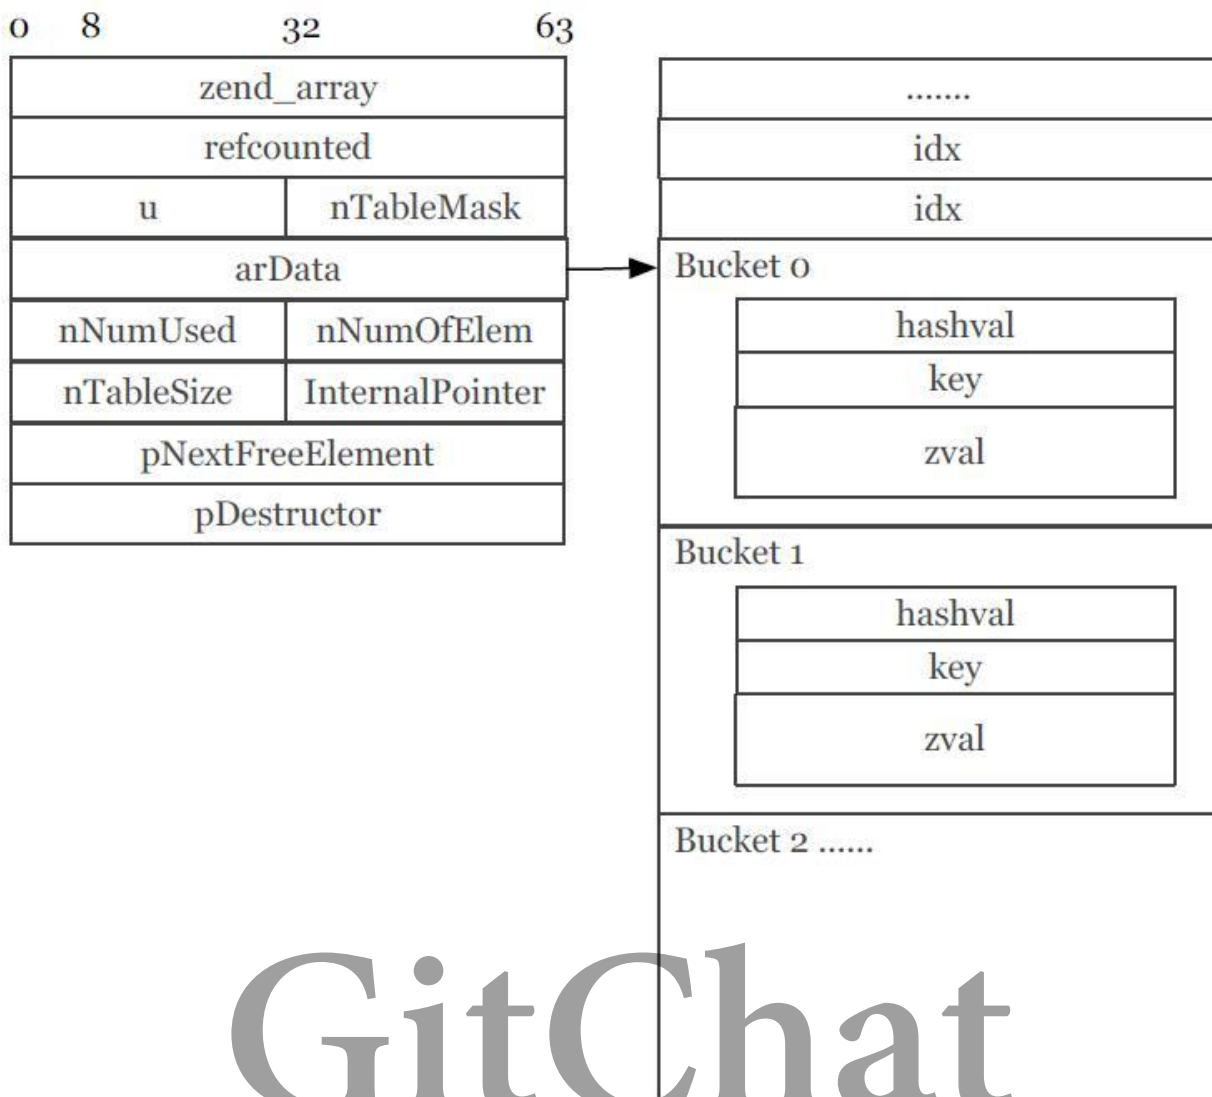 0 8 32 63
zend_array
refcounted
u nTableMask
arData
nNumUsed nNumOfElem
nTableSize InternalPointer
pNextFreeElement
pDestructor
.......
idx
idx
Bucket 0
hashval
key
zval
Bucket 1
hashval
key
zval
Bucket 2 ......
GitChat